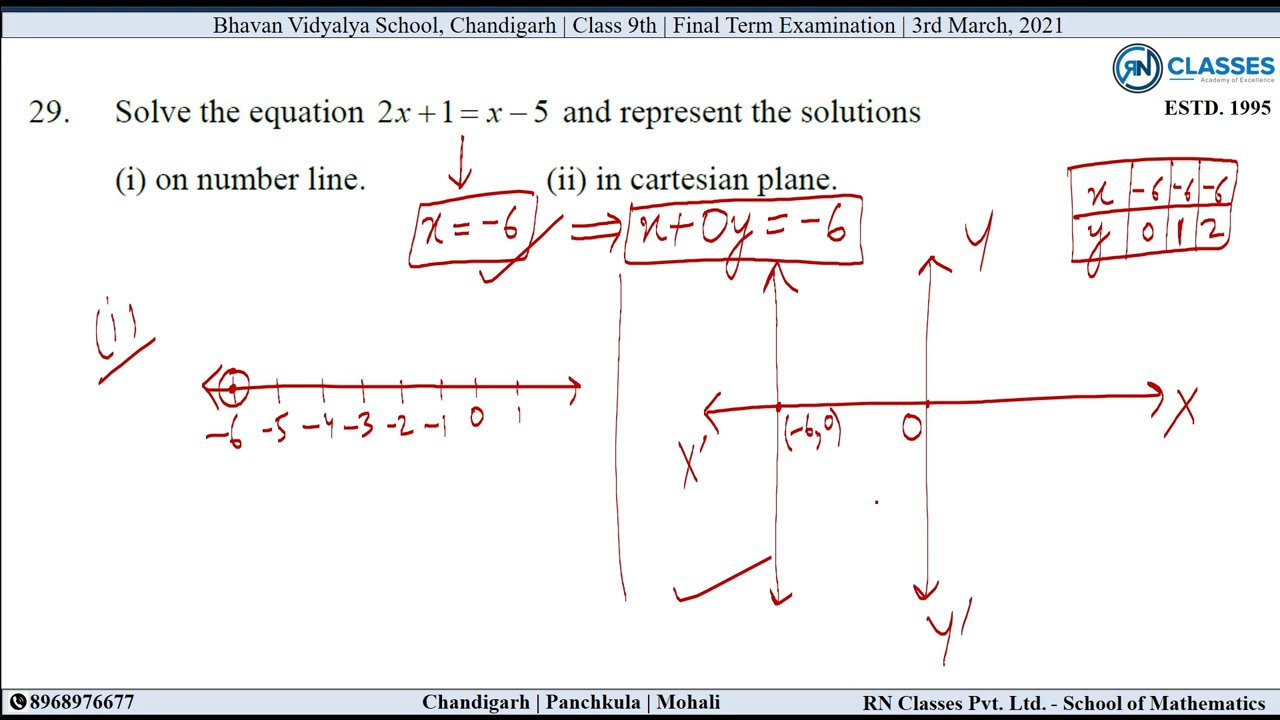 Bhavan Vidyalya School, Chandigarh | Class 9th | Final Term Examination | 3rd March, 2021
RN CLASSES
Academy of Excellence
ESTD. 1995
29. Solve the equation 2x + 1 = x − 5 and represent the solutions
(i) on number line. (ii) in cartesian plane.
x = −6 ⇒ x + 0y = −6
x −6 −6 −6
y 0 1 2
Y
(i)
−6 −5 −4 −3 −2 −1 0 1
X' (−6,0) 0 X
Y'
8968976677 Chandigarh | Panchkula | Mohali RN Classes Pvt. Ltd. - School of Mathematics